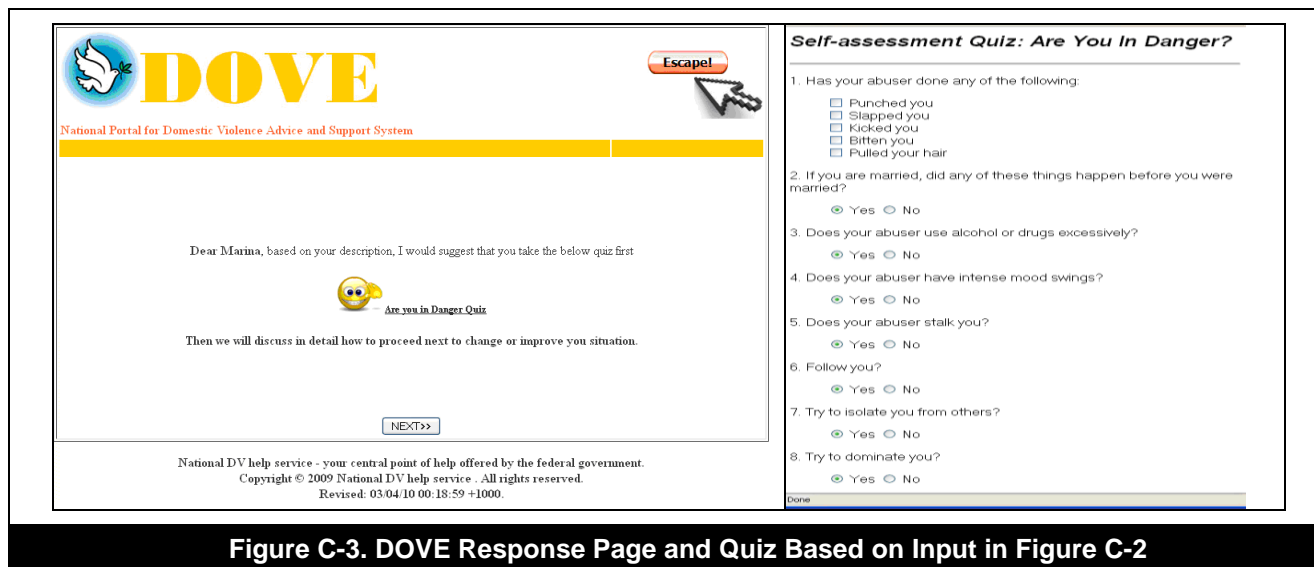 DOVE
Escape!
National Portal for Domestic Violence Advice and Support System
Dear Marina, based on your description, I would suggest that you take the below quiz first
Are you in Danger Quiz
Then we will discuss in detail how to proceed next to change or improve you situation.
NEXT>>
National DV help service - your central point of help offered by the federal government.
Copyright © 2009 National DV help service . All rights reserved.
Revised: 03/04/10 00:18:59 +1000.
Self-assessment Quiz: Are You In Danger?
1. Has your abuser done any of the following:
Punched you
Slapped you
Kicked you
Bitten you
Pulled your hair
2. If you are married, did any of these things happen before you were
married?
Yes No
3. Does your abuser use alcohol or drugs excessively?
Yes No
4. Does your abuser have intense mood swings?
Yes No
5. Does your abuser stalk you?
Yes No
6. Follow you?
Yes No
7. Try to isolate you from others?
Yes No
8. Try to dominate you?
Yes No
Done
Figure C-3. DOVE Response Page and Quiz Based on Input in Figure C-2